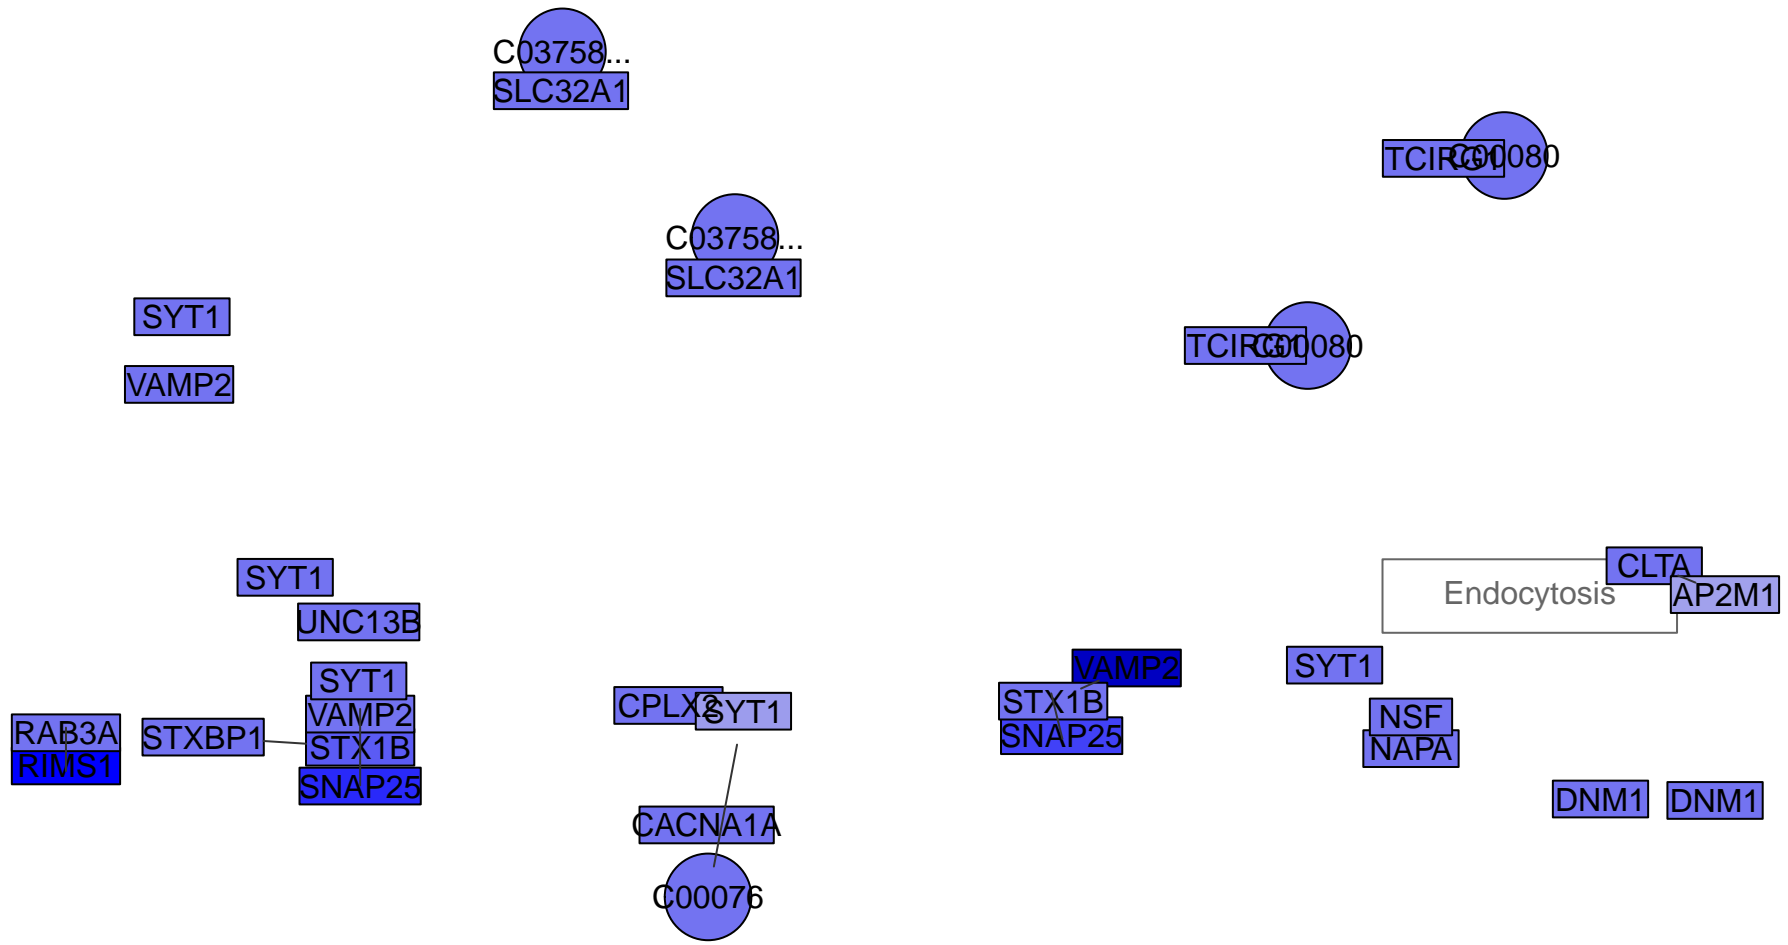 C03758...
SLC32A1
TCIRG1
C00080
C03758...
SLC32A1
SYT1
TCIRG1
C00080
VAMP2
SYT1
UNC13B
CLTA
Endocytosis
AP2M1
SYT1
VAMP2
STX1B
SNAP25
RAB3A
RIMS1
STXBP1
CPLX2
SYT1
VAMP2
STX1B
SNAP25
SYT1
NSF
NAPA
DNM1
DNM1
CACNA1A
C00076